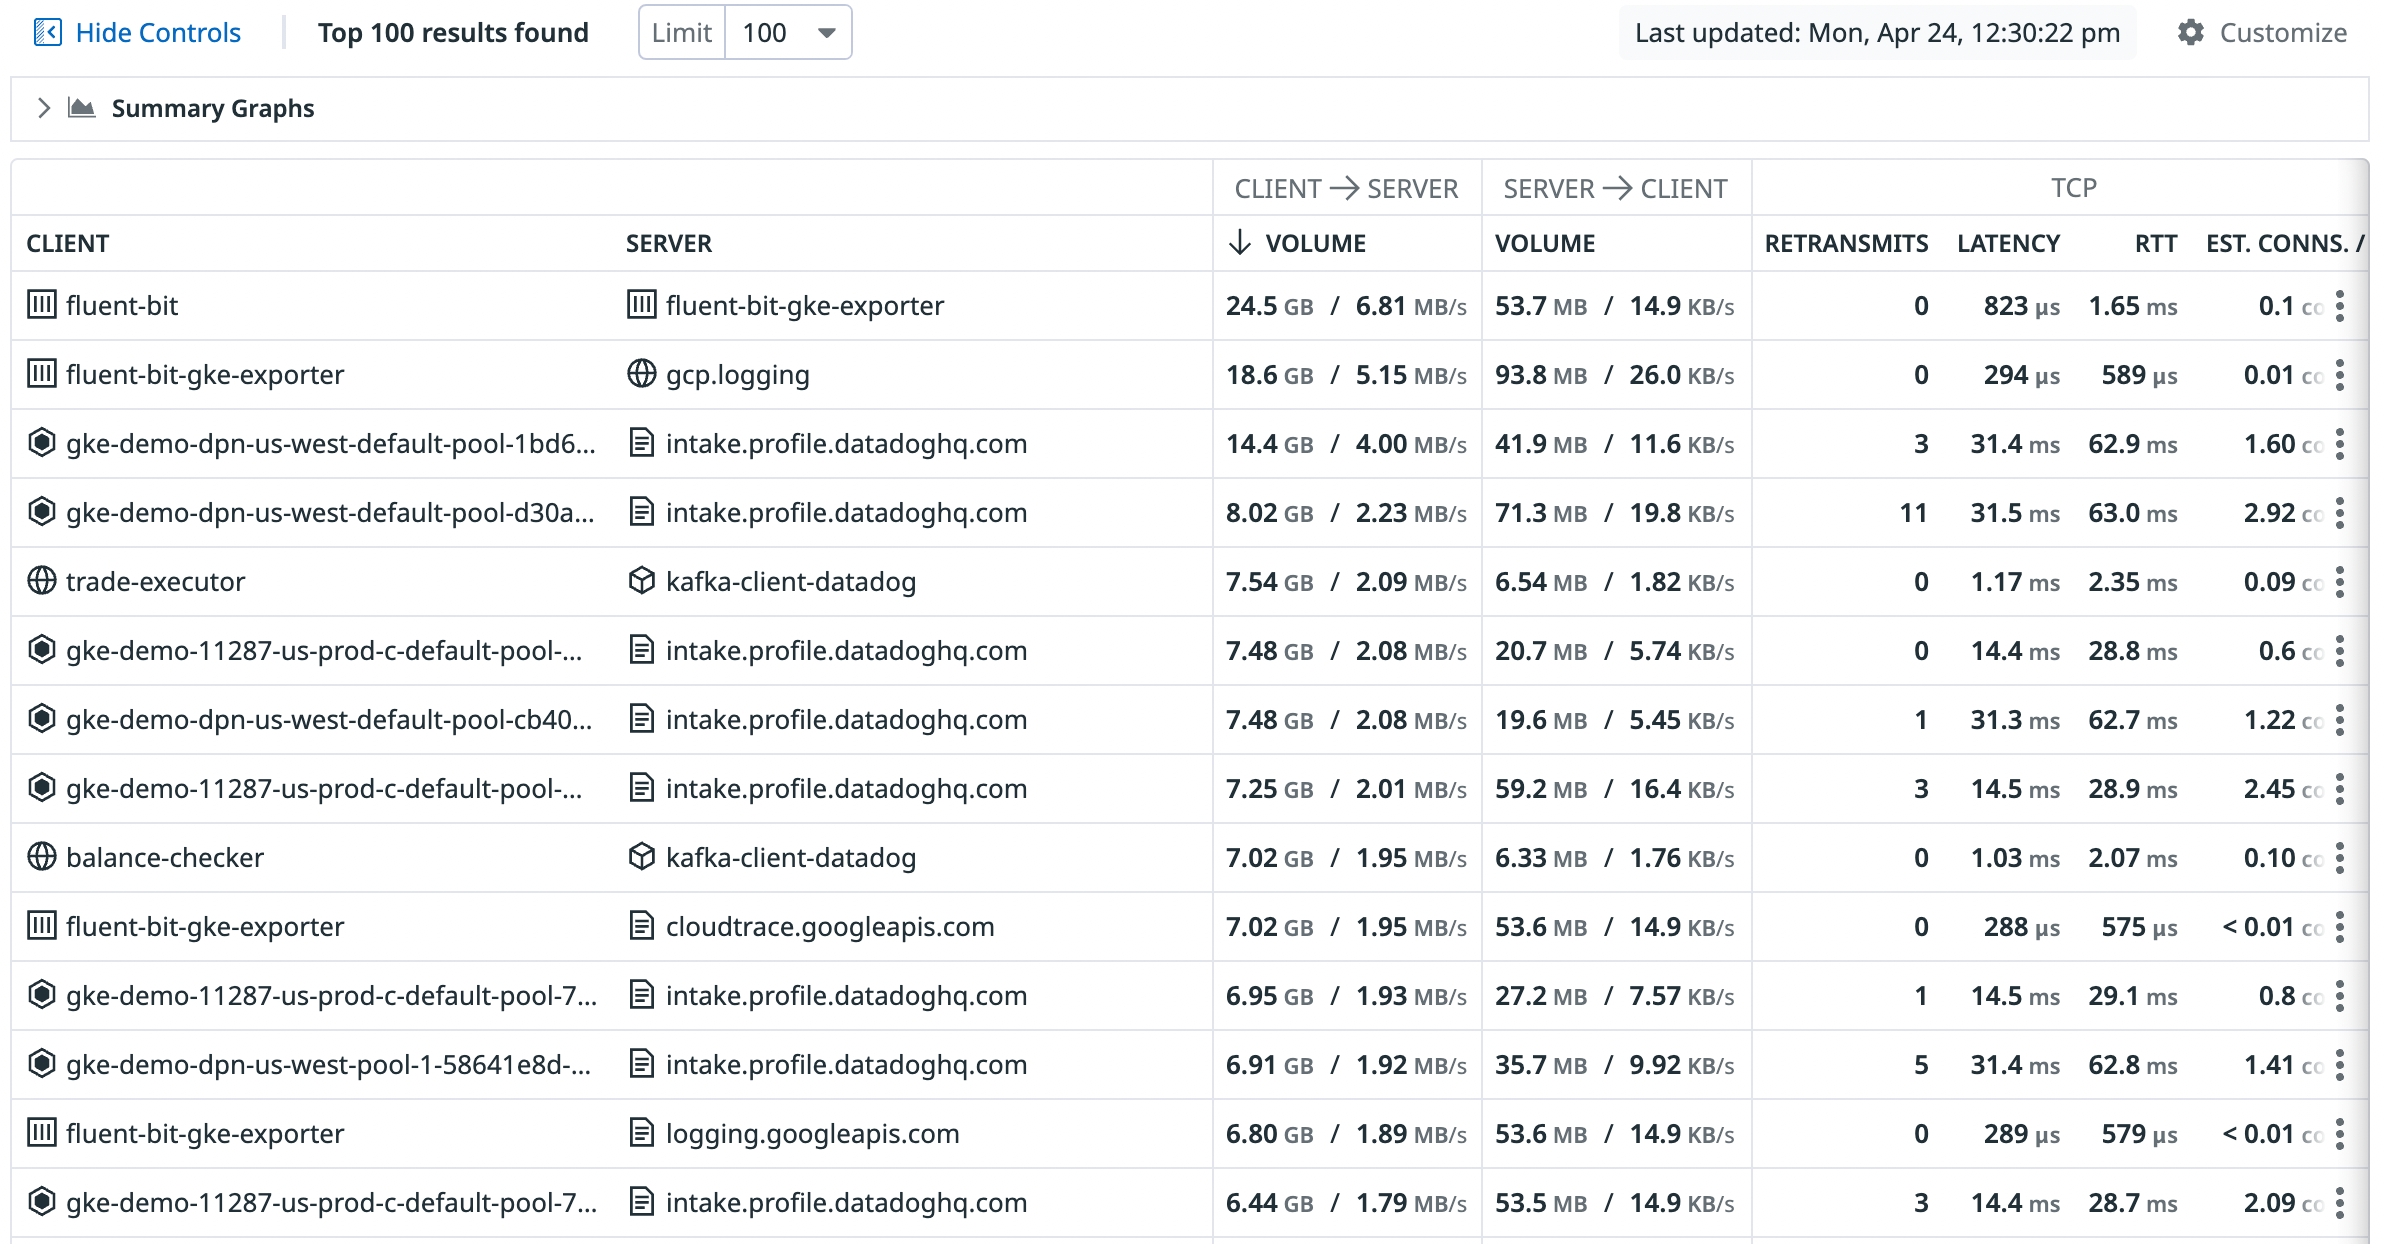 Hide Controls Top 100 results found Limit 100 Last updated: Mon, Apr 24, 12:30:22 pm Customize
Summary Graphs
CLIENT → SERVER SERVER → CLIENT TCP
CLIENT SERVER ↓ VOLUME VOLUME RETRANSMITS LATENCY RTT EST. CONNS. /
fluent-bit fluent-bit-gke-exporter 24.5 GB / 6.81 MB/s 53.7 MB / 14.9 KB/s 0 823 µs 1.65 ms 0.1 co
fluent-bit-gke-exporter gcp.logging 18.6 GB / 5.15 MB/s 93.8 MB / 26.0 KB/s 0 294 µs 589 µs 0.01 co
gke-demo-dpn-us-west-default-pool-1bd6... intake.profile.datadoghq.com 14.4 GB / 4.00 MB/s 41.9 MB / 11.6 KB/s 3 31.4 ms 62.9 ms 1.60 co
gke-demo-dpn-us-west-default-pool-d30a... intake.profile.datadoghq.com 8.02 GB / 2.23 MB/s 71.3 MB / 19.8 KB/s 11 31.5 ms 63.0 ms 2.92 co
trade-executor kafka-client-datadog 7.54 GB / 2.09 MB/s 6.54 MB / 1.82 KB/s 0 1.17 ms 2.35 ms 0.09 co
gke-demo-11287-us-prod-c-default-pool-... intake.profile.datadoghq.com 7.48 GB / 2.08 MB/s 20.7 MB / 5.74 KB/s 0 14.4 ms 28.8 ms 0.6 co
gke-demo-dpn-us-west-default-pool-cb40... intake.profile.datadoghq.com 7.48 GB / 2.08 MB/s 19.6 MB / 5.45 KB/s 1 31.3 ms 62.7 ms 1.22 co
gke-demo-11287-us-prod-c-default-pool-... intake.profile.datadoghq.com 7.25 GB / 2.01 MB/s 59.2 MB / 16.4 KB/s 3 14.5 ms 28.9 ms 2.45 co
balance-checker kafka-client-datadog 7.02 GB / 1.95 MB/s 6.33 MB / 1.76 KB/s 0 1.03 ms 2.07 ms 0.10 co
fluent-bit-gke-exporter cloudtrace.googleapis.com 7.02 GB / 1.95 MB/s 53.6 MB / 14.9 KB/s 0 288 µs 575 µs < 0.01 co
gke-demo-11287-us-prod-c-default-pool-7... intake.profile.datadoghq.com 6.95 GB / 1.93 MB/s 27.2 MB / 7.57 KB/s 1 14.5 ms 29.1 ms 0.8 co
gke-demo-dpn-us-west-pool-1-58641e8d-... intake.profile.datadoghq.com 6.91 GB / 1.92 MB/s 35.7 MB / 9.92 KB/s 5 31.4 ms 62.8 ms 1.41 co
fluent-bit-gke-exporter logging.googleapis.com 6.80 GB / 1.89 MB/s 53.6 MB / 14.9 KB/s 0 289 µs 579 µs < 0.01 co
gke-demo-11287-us-prod-c-default-pool-7... intake.profile.datadoghq.com 6.44 GB / 1.79 MB/s 53.5 MB / 14.9 KB/s 3 14.4 ms 28.7 ms 2.09 co